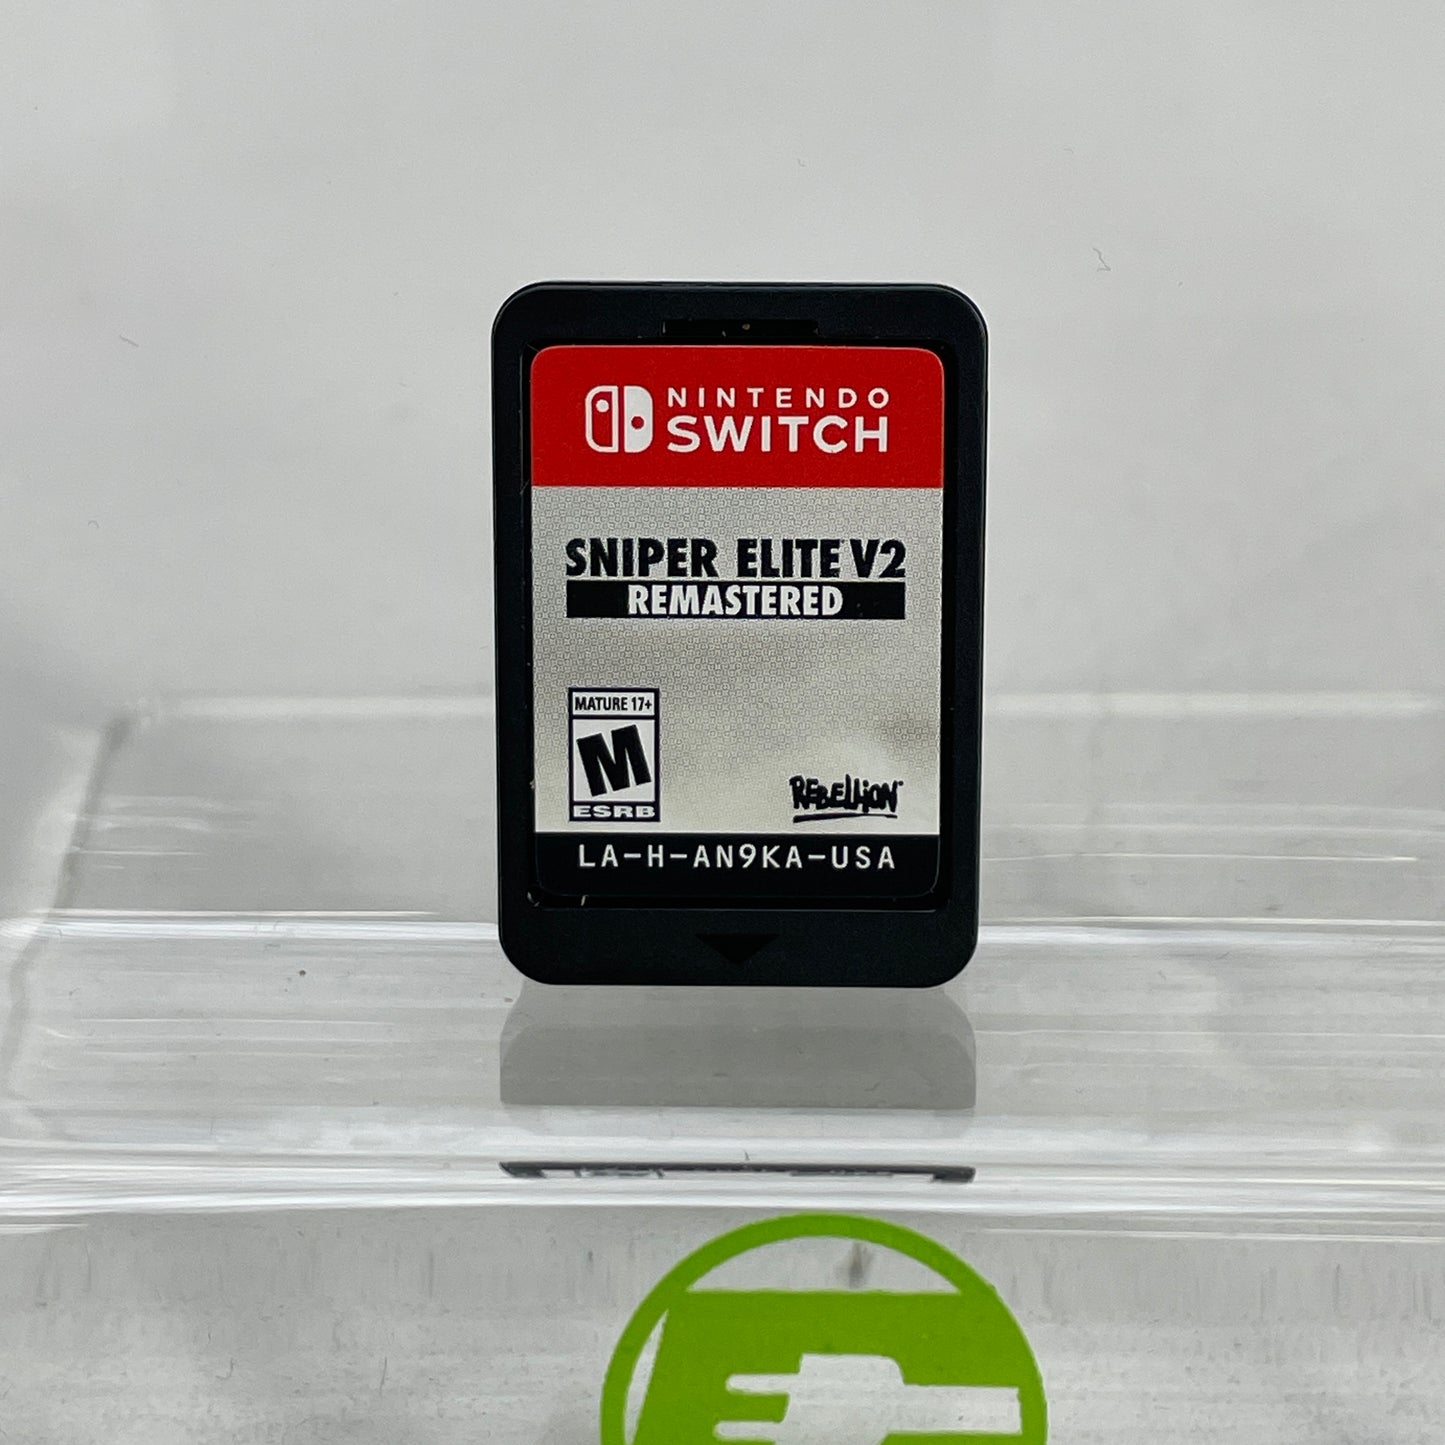 NINTENDO
SWITCH
SNIPER ELITE V2
REMASTERED
MATURE 17+
M
ESRB
REBELLION
LA-H-AN9KA-USA